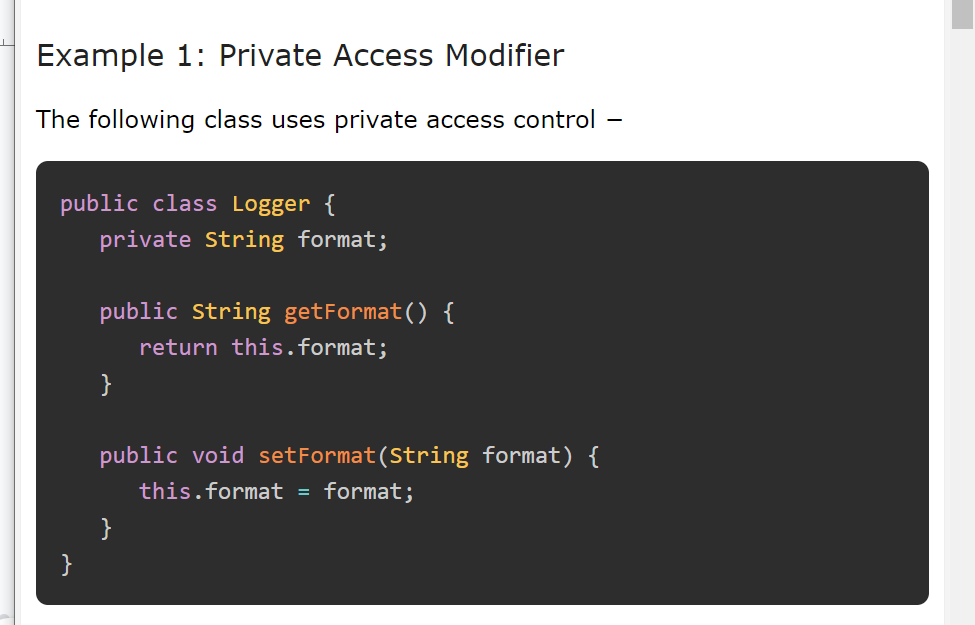 Example 1: Private Access Modifier
The following class uses private access control −
public class Logger {
   private String format;

   public String getFormat() {
      return this.format;
   }

   public void setFormat(String format) {
      this.format = format;
   }
}